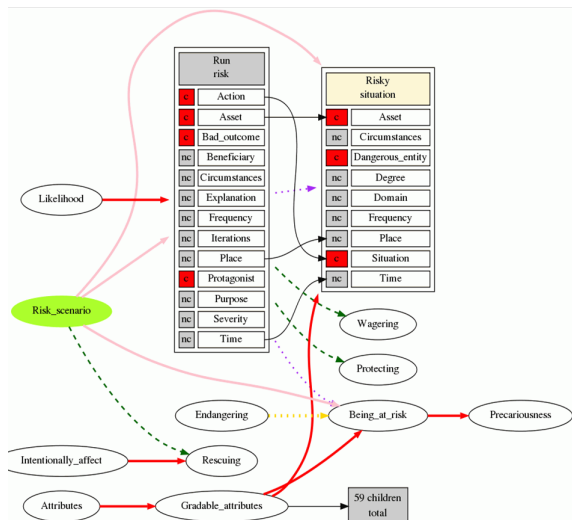 Run
risk
c Action
c Asset
c Bad_outcome
nc Beneficiary
nc Circumstances
nc Explanation
nc Frequency
nc Iterations
nc Place
c Protagonist
nc Purpose
nc Severity
nc Time
Risky
situation
c Asset
nc Circumstances
c Dangerous_entity
nc Degree
nc Domain
nc Frequency
nc Place
c Situation
nc Time
Likelihood
Risk_scenario
Wagering
Protecting
Endangering
Being_at_risk
Precariousness
Intentionally_affect
Rescuing
Attributes
Gradable_attributes
59 children
total